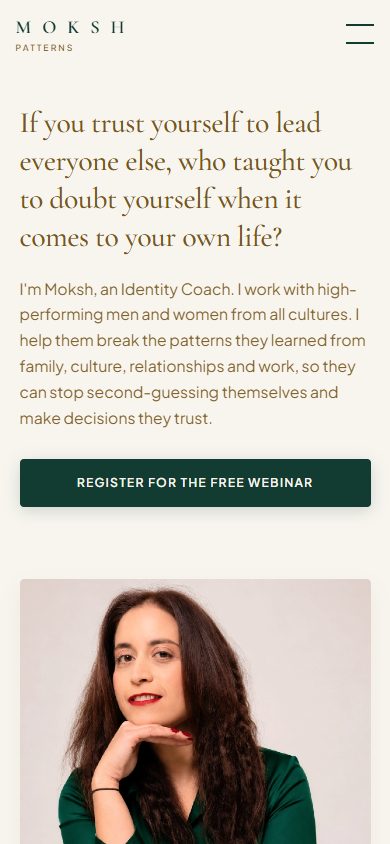 MOKSH
PATTERNS
If you trust yourself to lead
everyone else, who taught you
to doubt yourself when it
comes to your own life?
I'm Moksh, an Identity Coach. I work with high-
performing men and women from all cultures. I
help them break the patterns they learned from
family, culture, relationships and work, so they
can stop second-guessing themselves and
make decisions they trust.
REGISTER FOR THE FREE WEBINAR